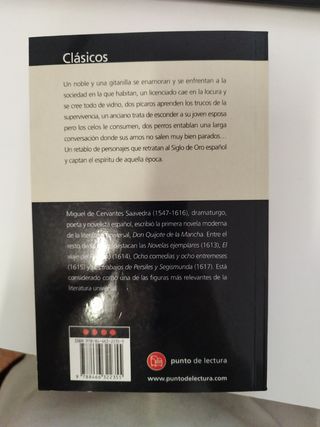 Clásicos
Un noble y una gitanilla se enamoran y se enfrentan a la
sociedad en la que habitan, un licenciado cae en la locura y
se cree todo de vidrio, dos pícaros aprenden los trucos de la
supervivencia, un anciano trata de esconder a su joven esposa
pero los celos le consumen, dos perros entablan una larga
conversación donde sus amos no salen muy bien parados...
Un retablo de personajes que retratan al Siglo de Oro español
y captan el espíritu de aquella época.
Miguel de Cervantes Saavedra (1547-1616), dramaturgo,
poeta y novelista español, escribió la primera novela moderna
de la literatura universal, Don Quijote de la Mancha. Entre el
resto de destacan las Novelas ejemplares (1613), El
viaje del (1614), Ocho comedias y ocho entremeses
(1615) y Los trabajos de Persiles y Segismunda (1617). Está
considerado como una de las figuras más relevantes de la
literatura universal.
punto de lectura
www.puntodelectura.com
9 788466 322355